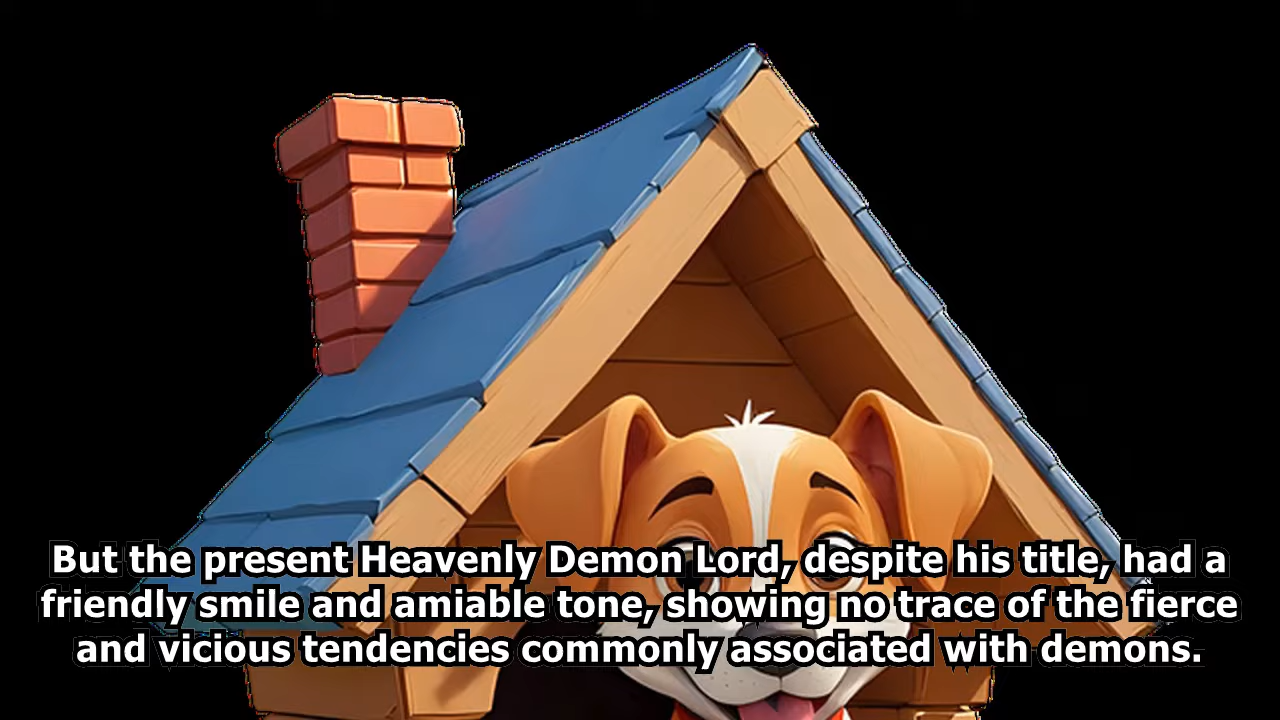 But the present Heavenly Demon Lord, despite his title, had a
friendly smile and amiable tone, showing no trace of the fierce
and vicious tendencies commonly associated with demons.